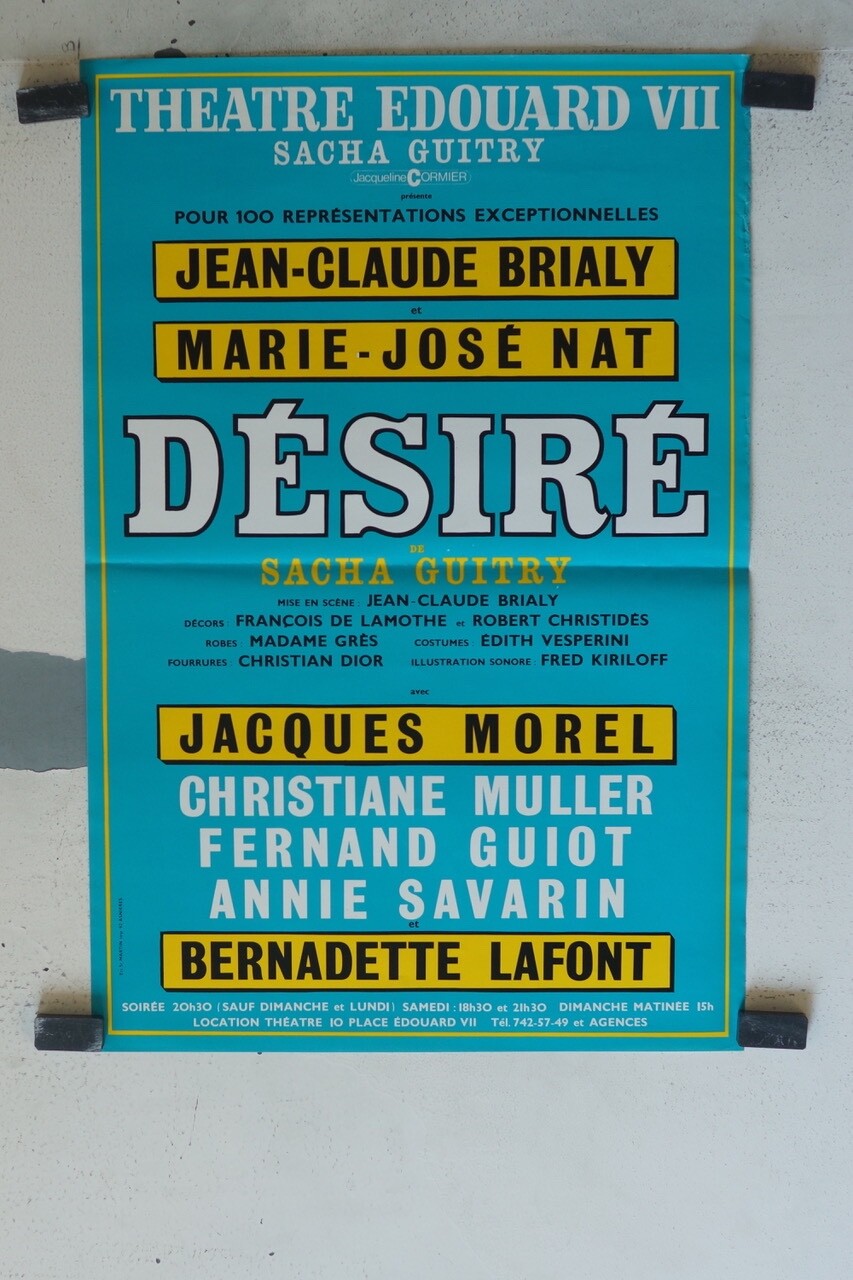 THEATRE EDOUARD VII
SACHA GUITRY
Jacqueline CORMIER
présente
POUR 100 REPRÉSENTATIONS EXCEPTIONNELLES
JEAN-CLAUDE BRIALY
et
MARIE-JOSÉ NAT
DÉSIRÉ
DE
SACHA GUITRY
MISE EN SCÈNE : JEAN-CLAUDE BRIALY
DÉCORS : FRANÇOIS DE LAMOTHE et ROBERT CHRISTIDÈS
ROBES : MADAME GRÈS COSTUMES : ÉDITH VESPERINI
FOURRURES : CHRISTIAN DIOR ILLUSTRATION SONORE : FRED KIRILOFF
avec
JACQUES MOREL
CHRISTIANE MULLER
FERNAND GUIOT
ANNIE SAVARIN
et
BERNADETTE LAFONT
SOIRÉE 20h30 (SAUF DIMANCHE et LUNDI) SAMEDI : 18h30 et 21h30 DIMANCHE MATINÉE 15h
LOCATION THÉATRE 10 PLACE ÉDOUARD VII Tél. 742-57-49 et AGENCES